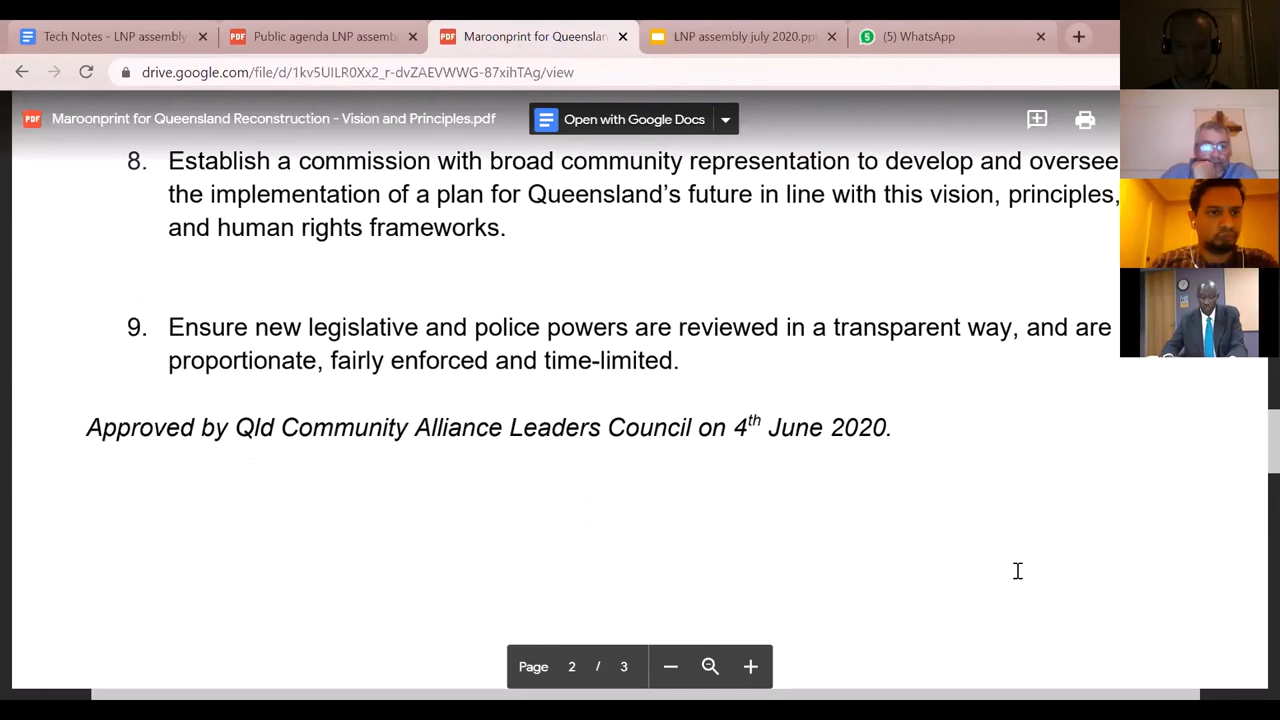 Tech Notes - LNP assembly
Public agenda LNP assemb
Maroonprint for Queenslan
LNP assembly july 2020.ppt
(5) WhatsApp
drive.google.com/file/d/1kv5UILR0Xx2_r-dvZAEVWWG-87xihTAg/view
PDF Maroonprint for Queensland Reconstruction - Vision and Principles.pdf
Open with Google Docs
8. Establish a commission with broad community representation to develop and oversee
the implementation of a plan for Queensland's future in line with this vision, principles,
and human rights frameworks.
9. Ensure new legislative and police powers are reviewed in a transparent way, and are
proportionate, fairly enforced and time-limited.
Approved by Qld Community Alliance Leaders Council on 4th June 2020.
Page 2 / 3